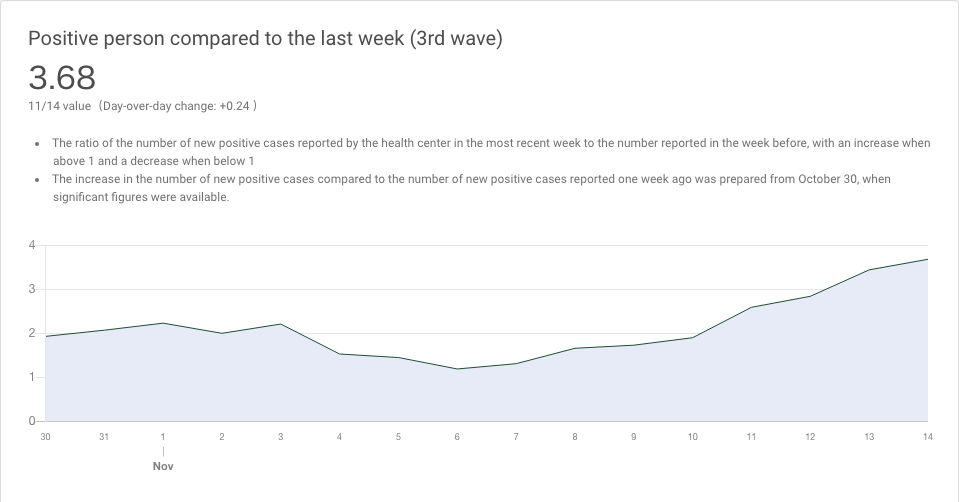 Positive person compared to the last week (3rd wave)
3.68
11/14 value （Day-over-day change: +0.24 ）
• The ratio of the number of new positive cases reported by the health center in the most recent week to the number reported in the week before, with an increase when
above 1 and a decrease when below 1
• The increase in the number of new positive cases compared to the number of new positive cases reported one week ago was prepared from October 30, when
significant figures were available.
4
3
2
1
0
30 31 1 2 3 4 5 6 7 8 9 10 11 12 13 14
Nov